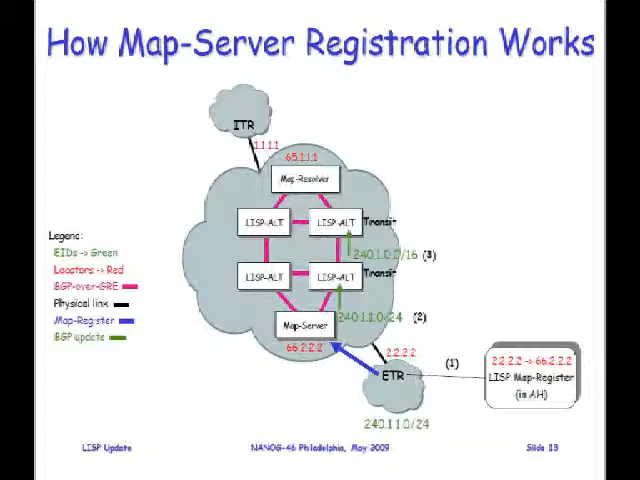 How Map-Server Registration Works
ITR
1.1.1.1
65.1.1.1
Map-Resolver
LISP-ALT
LISP-ALT
Transit
240.1.0.0/16 (3)
LISP-ALT
LISP-ALT
Transit
240.1.1.0/24 (2)
Map-Server
66.2.2.2
2.2.2.2
ETR
(1)
2.2.2.2 -> 66.2.2.2
LISP Map-Register
(in AH)
240.1.1.0/24
Legend:
EIDs -> Green
Locators -> Red
BGP-over-GRE
Physical link
Map-Register
BGP update
LISP Update
NANOG-46 Philadelphia, May 2009
Slide 13